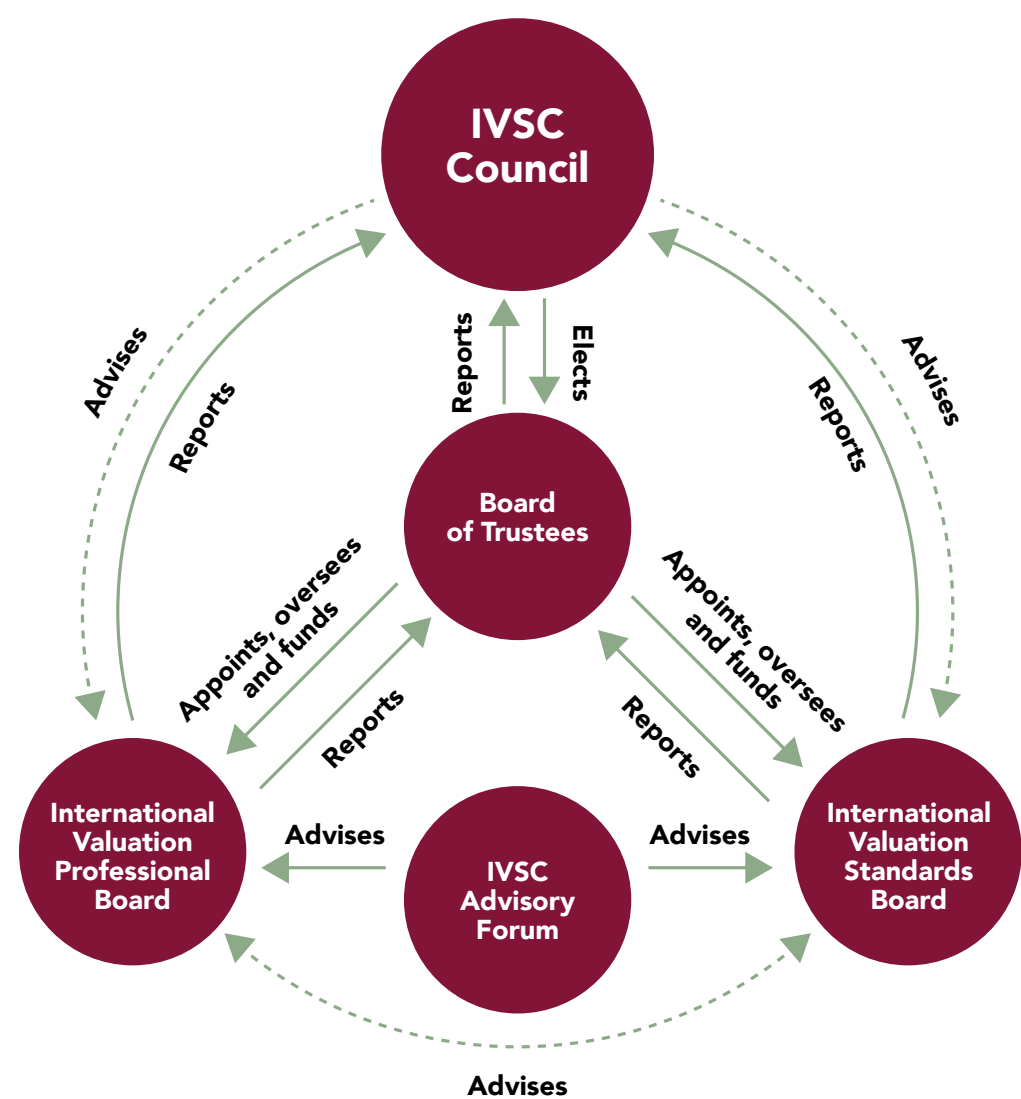 IVSC
Council
Advises
Reports
Reports
Elects
Reports
Advises
Board
of Trustees
Appoints, oversees
and funds
Reports
Appoints, oversees
and funds
Reports
International
Valuation
Professional
Board
Advises
IVSC
Advisory
Forum
Advises
International
Valuation
Standards
Board
Advises